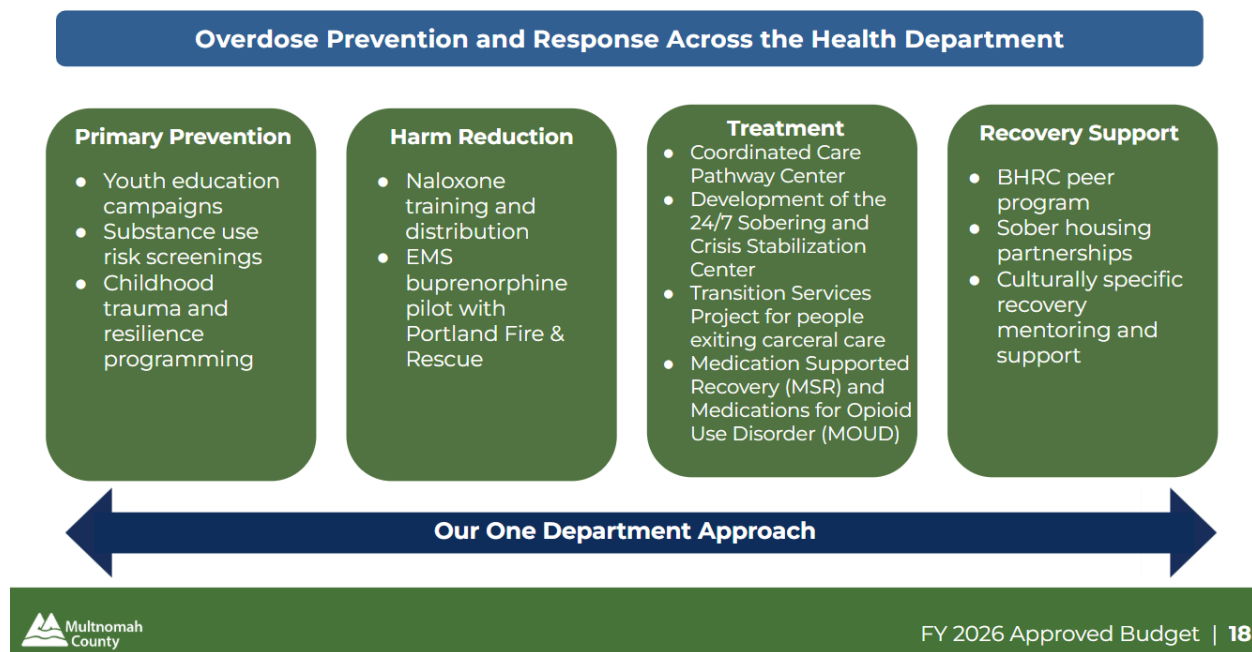 Overdose Prevention and Response Across the Health Department
Primary Prevention
● Youth education
campaigns
● Substance use
risk screenings
● Childhood
trauma and
resilience
programming
Harm Reduction
● Naloxone
training and
distribution
● EMS
buprenorphine
pilot with
Portland Fire &
Rescue
Treatment
● Coordinated Care
Pathway Center
● Development of the
24/7 Sobering and
Crisis Stabilization
Center
● Transition Services
Project for people
exiting carceral care
● Medication Supported
Recovery (MSR) and
Medications for Opioid
Use Disorder (MOUD)
Recovery Support
● BHRC peer
program
● Sober housing
partnerships
● Culturally specific
recovery
mentoring and
support
Our One Department Approach
Multnomah
County
FY 2026 Approved Budget | 18